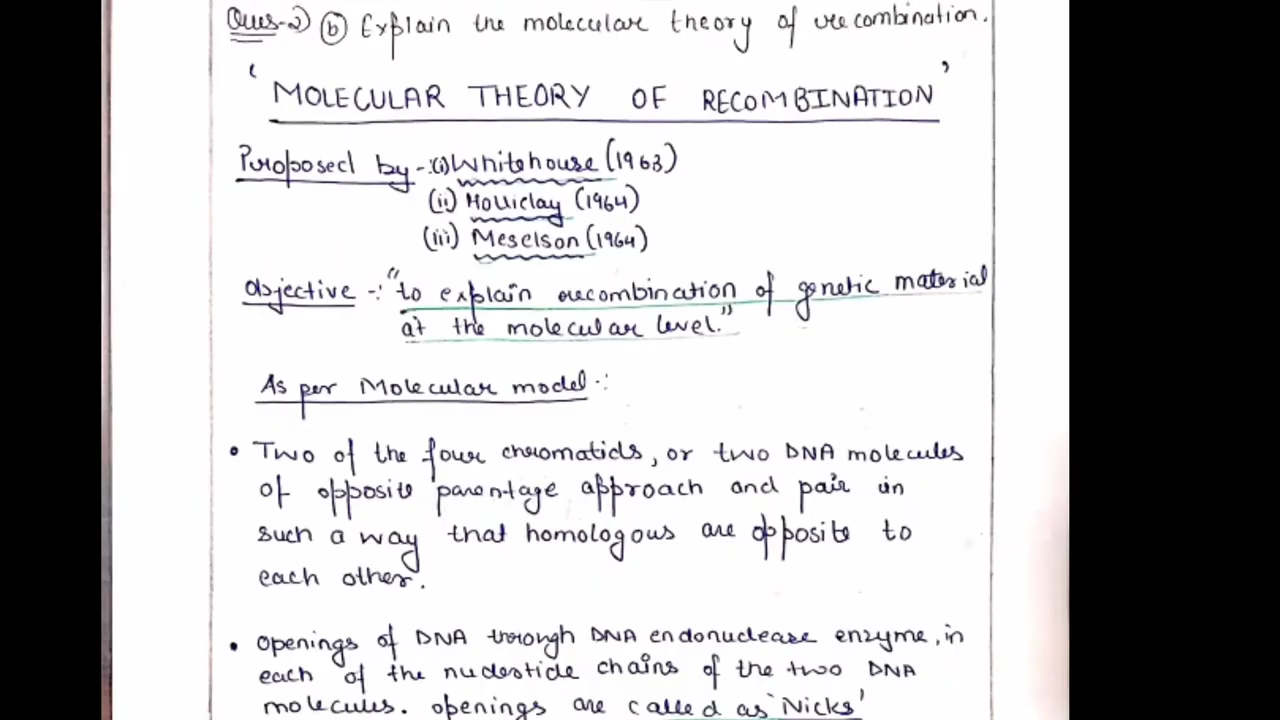 Ques-2) (b) Explain the molecular theory of recombination.
' MOLECULAR THEORY OF RECOMBINATION '
Proposed by -:(i) Whitehouse (1963)
(ii) Holliday (1964)
(iii) Meselson (1964)
Objective -: "to explain recombination of genetic material
at the molecular level."
As per Molecular model -:
• Two of the four chromatids, or two DNA molecules
of opposite parentage approach and pair in
such a way that homologous are opposite to
each other.
• Openings of DNA through DNA endonuclease enzyme, in
each of the nucleotide chains of the two DNA
molecules. openings are called as 'Nicks'